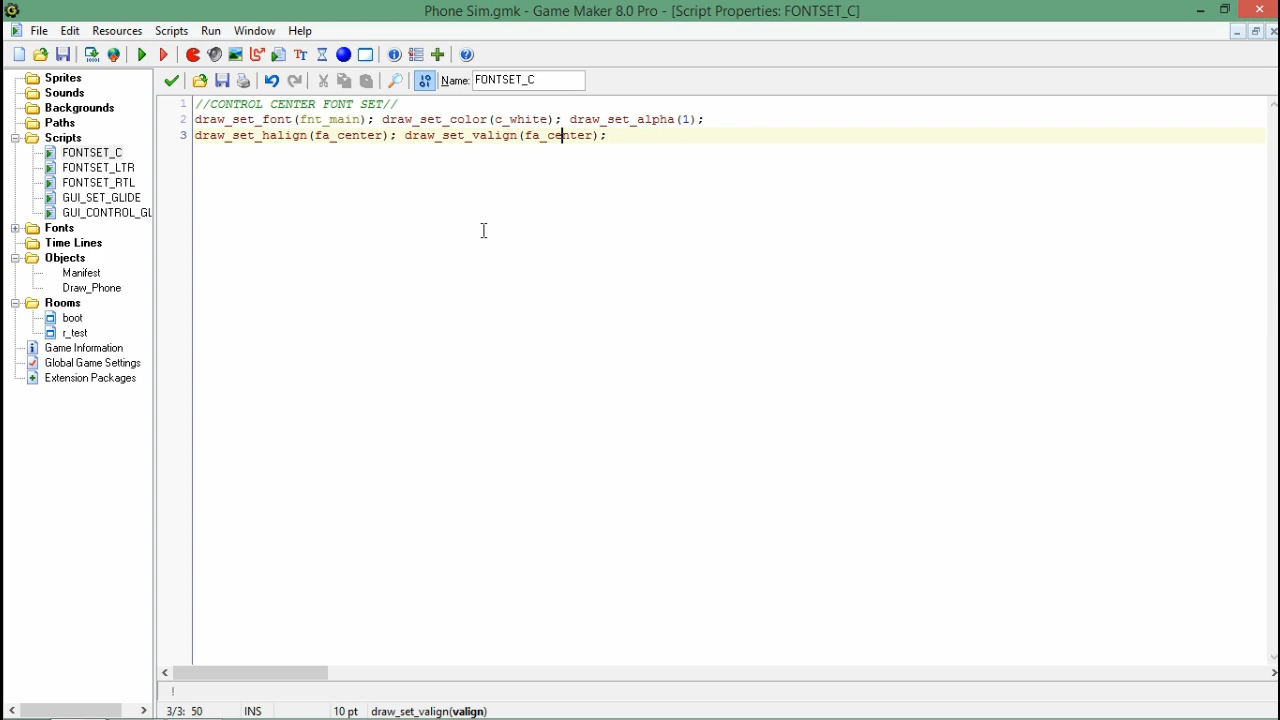 Phone Sim.gmk - Game Maker 8.0 Pro - [Script Properties: FONTSET_C]
File Edit Resources Scripts Run Window Help
Name: FONTSET_C
Sprites
Sounds
Backgrounds
Paths
Scripts
FONTSET_C
FONTSET_LTR
FONTSET_RTL
GUI_SET_GLIDE
GUI_CONTROL_GL
Fonts
Time Lines
Objects
Manifest
Draw_Phone
Rooms
boot
r_test
Game Information
Global Game Settings
Extension Packages
1 //CONTROL CENTER FONT SET//
2 draw_set_font(fnt_main); draw_set_color(c_white); draw_set_alpha(1);
3 draw_set_halign(fa_center); draw_set_valign(fa_center);
!
3/3: 50 INS 10 pt draw_set_valign(valign)